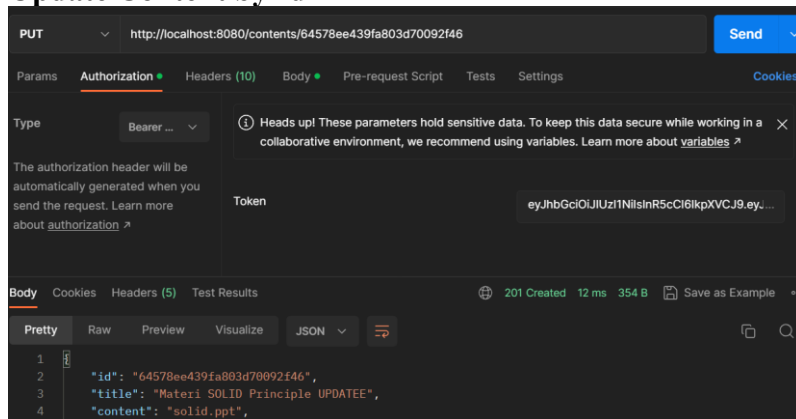 Update Content by Id
PUT http://localhost:8080/contents/64578ee439fa803d70092f46 Send
Params Authorization Headers (10) Body Pre-request Script Tests Settings Cookies
Type Bearer ...
Heads up! These parameters hold sensitive data. To keep this data secure while working in a
collaborative environment, we recommend using variables. Learn more about variables ↗
The authorization header will be
automatically generated when you
send the request. Learn more
about authorization ↗
Token eyJhbGciOiJIUzI1NiIsInR5cCI6IkpXVCJ9.eyJ...
Body Cookies Headers (5) Test Results 201 Created 12 ms 354 B Save as Example
Pretty Raw Preview Visualize JSON
1 {
2 "id": "64578ee439fa803d70092f46",
3 "title": "Materi SOLID Principle UPDATEE",
4 "content": "solid.ppt",